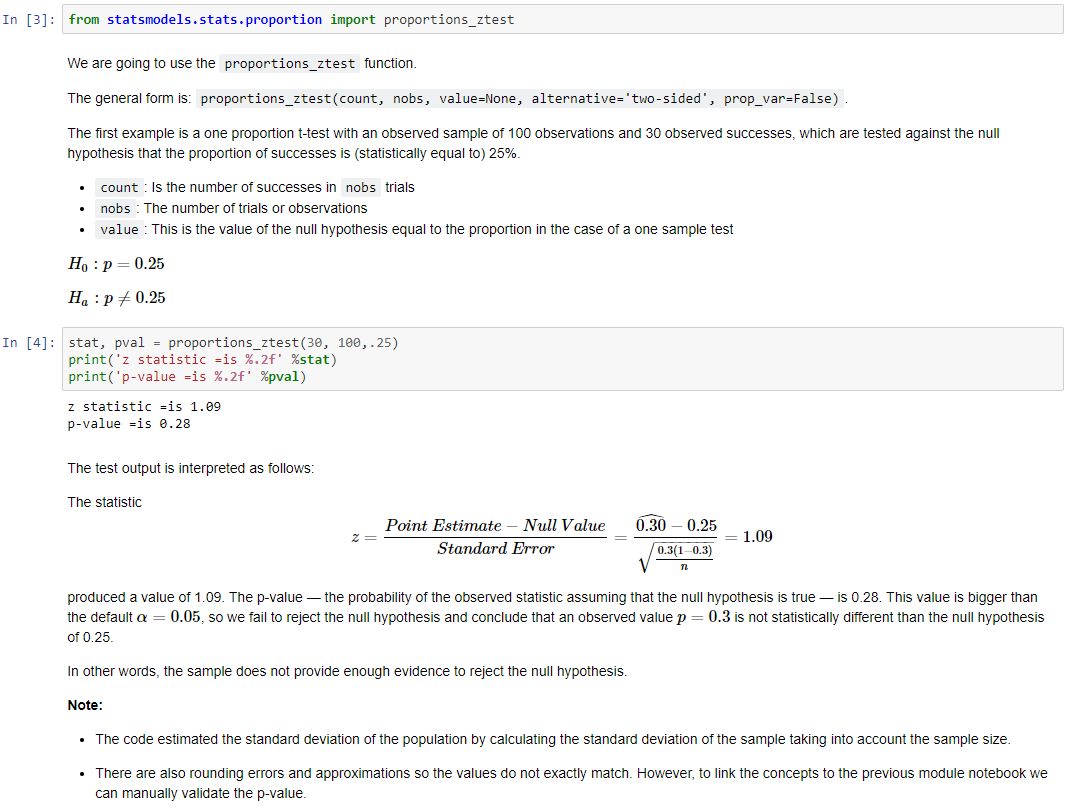 In [3]: from statsmodels.stats.proportion import proportions_ztest
We are going to use the proportions_ztest function.
The general form is: proportions_ztest(count, nobs, value=None, alternative='two-sided', prop_var=False) .
The first example is a one proportion t-test with an observed sample of 100 observations and 30 observed successes, which are tested against the null
hypothesis that the proportion of successes is (statistically equal to) 25%.
• count : Is the number of successes in nobs trials
• nobs : The number of trials or observations
• value : This is the value of the null hypothesis equal to the proportion in the case of a one sample test
H₀ : p = 0.25
Hₐ : p ≠ 0.25
In [4]: stat, pval = proportions_ztest(30, 100,.25)
print('z statistic =is %.2f' %stat)
print('p-value =is %.2f' %pval)
z statistic =is 1.09
p-value =is 0.28
The test output is interpreted as follows:
The statistic
z = \frac{Point Estimate − Null Value}{Standard Error} = \frac{\widehat{0.30} − 0.25}{\sqrt{\frac{0.3(1−0.3)}{n}}} = 1.09
produced a value of 1.09. The p-value — the probability of the observed statistic assuming that the null hypothesis is true — is 0.28. This value is bigger than
the default α = 0.05, so we fail to reject the null hypothesis and conclude that an observed value p = 0.3 is not statistically different than the null hypothesis
of 0.25.
In other words, the sample does not provide enough evidence to reject the null hypothesis.
Note:
• The code estimated the standard deviation of the population by calculating the standard deviation of the sample taking into account the sample size.
• There are also rounding errors and approximations so the values do not exactly match. However, to link the concepts to the previous module notebook we
can manually validate the p-value.